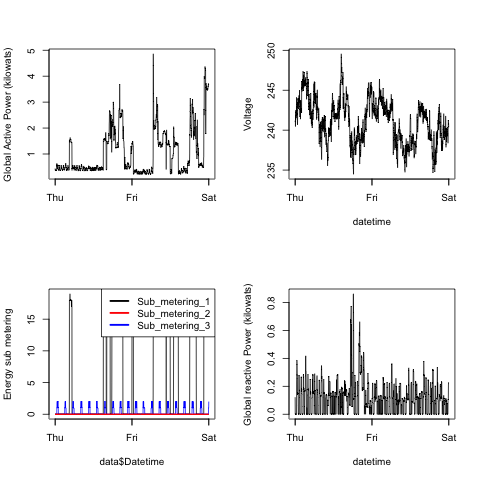 Global Active Power (kilowats)
5
4
3
2
1
Thu Fri Sat
Voltage
250
245
240
235
Thu Fri Sat
datetime
Energy sub metering
15
10
5
0
Sub_metering_1
Sub_metering_2
Sub_metering_3
Thu Fri Sat
data$Datetime
Global reactive Power (kilowats)
0.8
0.6
0.4
0.2
0.0
Thu Fri Sat
datetime